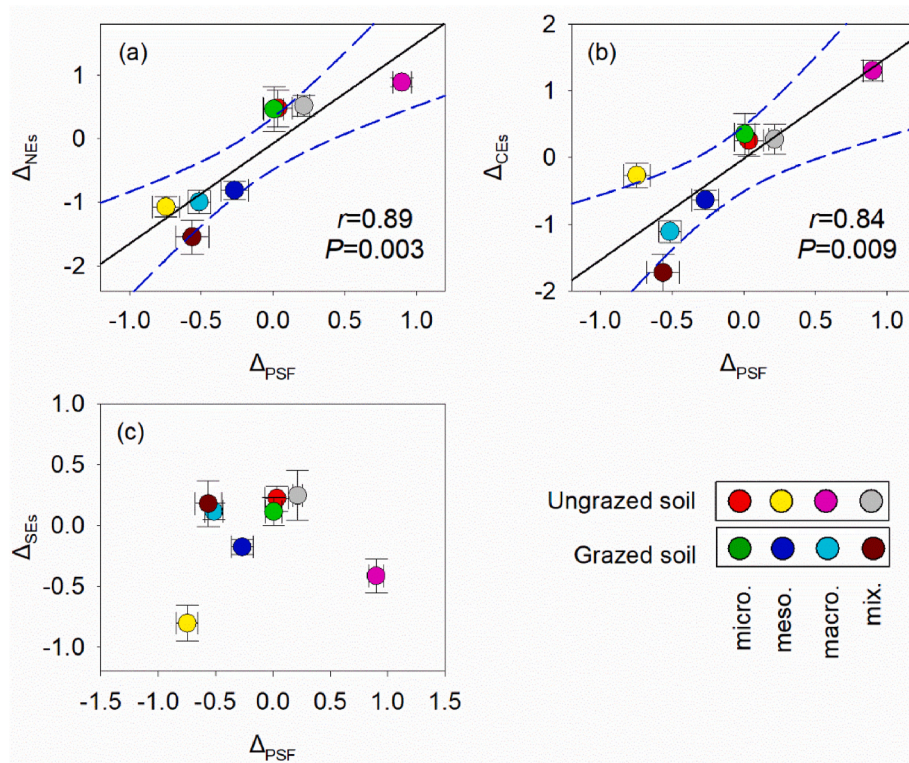 (a)
Δ_NEs
1
0
-1
-2
r=0.89
P=0.003
-1.0 -0.5 0.0 0.5 1.0
Δ_PSF
(b)
Δ_CEs
2
1
0
-1
-2
r=0.84
P=0.009
-1.0 -0.5 0.0 0.5 1.0
Δ_PSF
(c)
Δ_SEs
1.0
0.5
0.0
-0.5
-1.0
-1.5 -1.0 -0.5 0.0 0.5 1.0 1.5
Δ_PSF
Ungrazed soil
Grazed soil
micro.
meso.
macro.
mix.